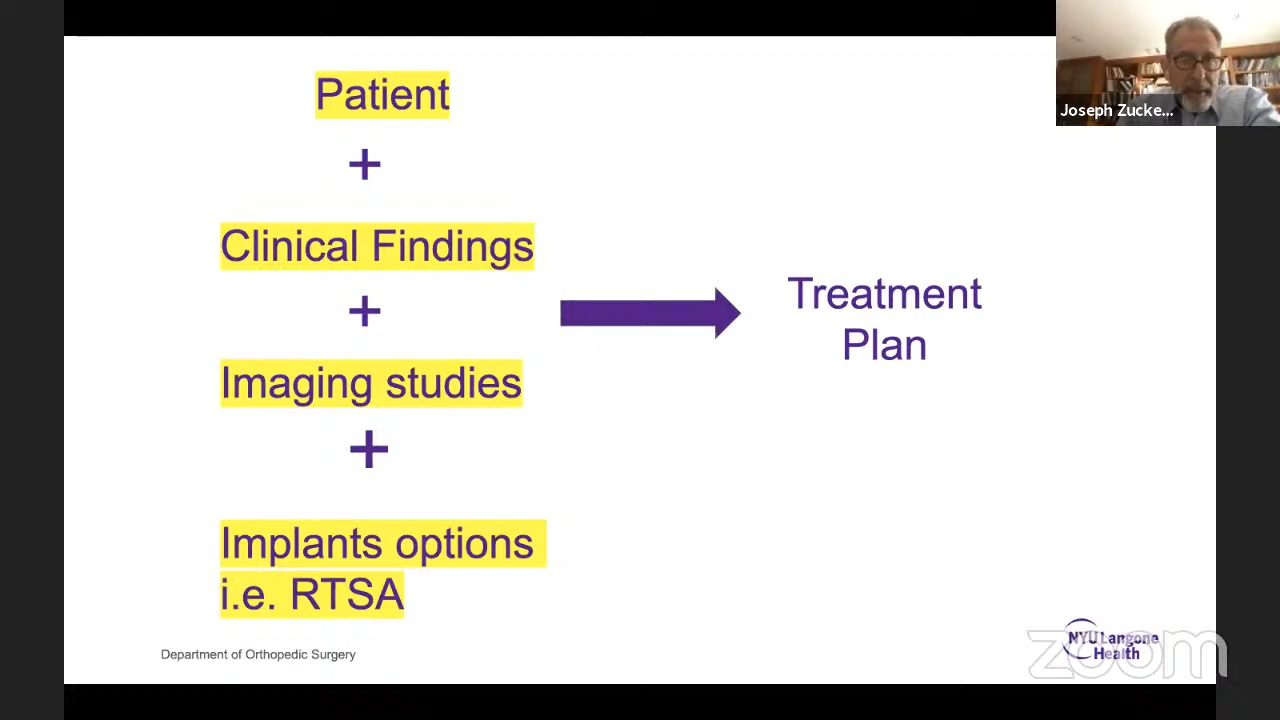 Patient
+
Clinical Findings
+
Imaging studies
+
Implants options
i.e. RTSA
Treatment
Plan
Department of Orthopedic Surgery
NYU Langone
Health
zoom
Joseph Zucke...